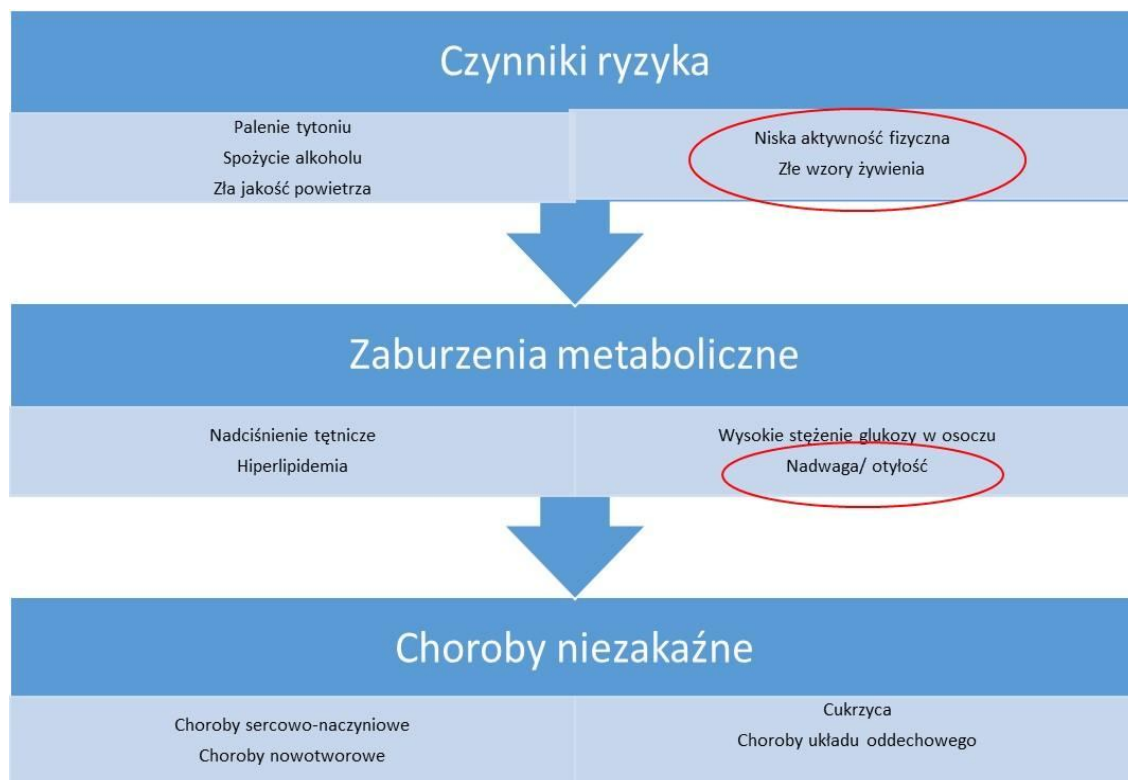 Czynniki ryzyka
Palenie tytoniu
Spożycie alkoholu
Zła jakość powietrza
Niska aktywność fizyczna
Złe wzory żywienia
Zaburzenia metaboliczne
Nadciśnienie tętnicze
Hiperlipidemia
Wysokie stężenie glukozy w osoczu
Nadwaga/ otyłość
Choroby niezakaźne
Choroby sercowo-naczyniowe
Choroby nowotworowe
Cukrzyca
Choroby układu oddechowego